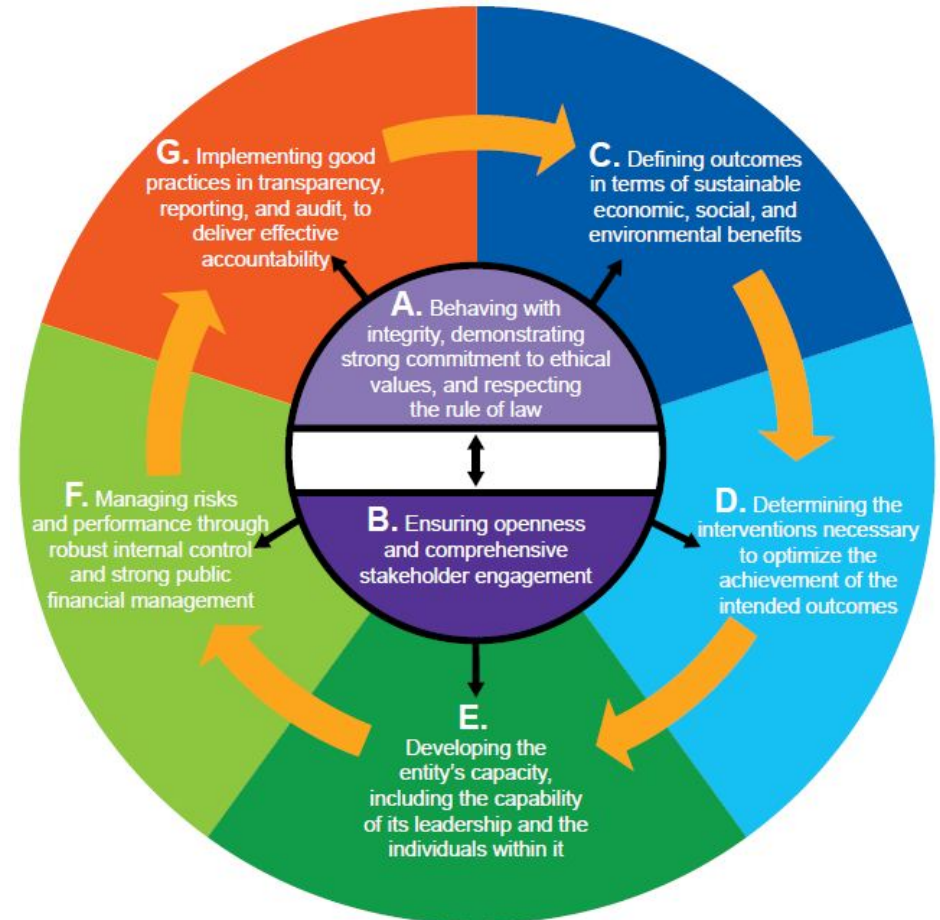 G. Implementing good
practices in transparency,
reporting, and audit, to
deliver effective
accountability
C. Defining outcomes
in terms of sustainable
economic, social, and
environmental benefits
A. Behaving with
integrity, demonstrating
strong commitment to ethical
values, and respecting
the rule of law
B. Ensuring openness
and comprehensive
stakeholder engagement
D. Determining the
interventions necessary
to optimize the
achievement of the
intended outcomes
E.
Developing the
entity's capacity,
including the capability
of its leadership and the
individuals within it
F. Managing risks
and performance through
robust internal control
and strong public
financial management